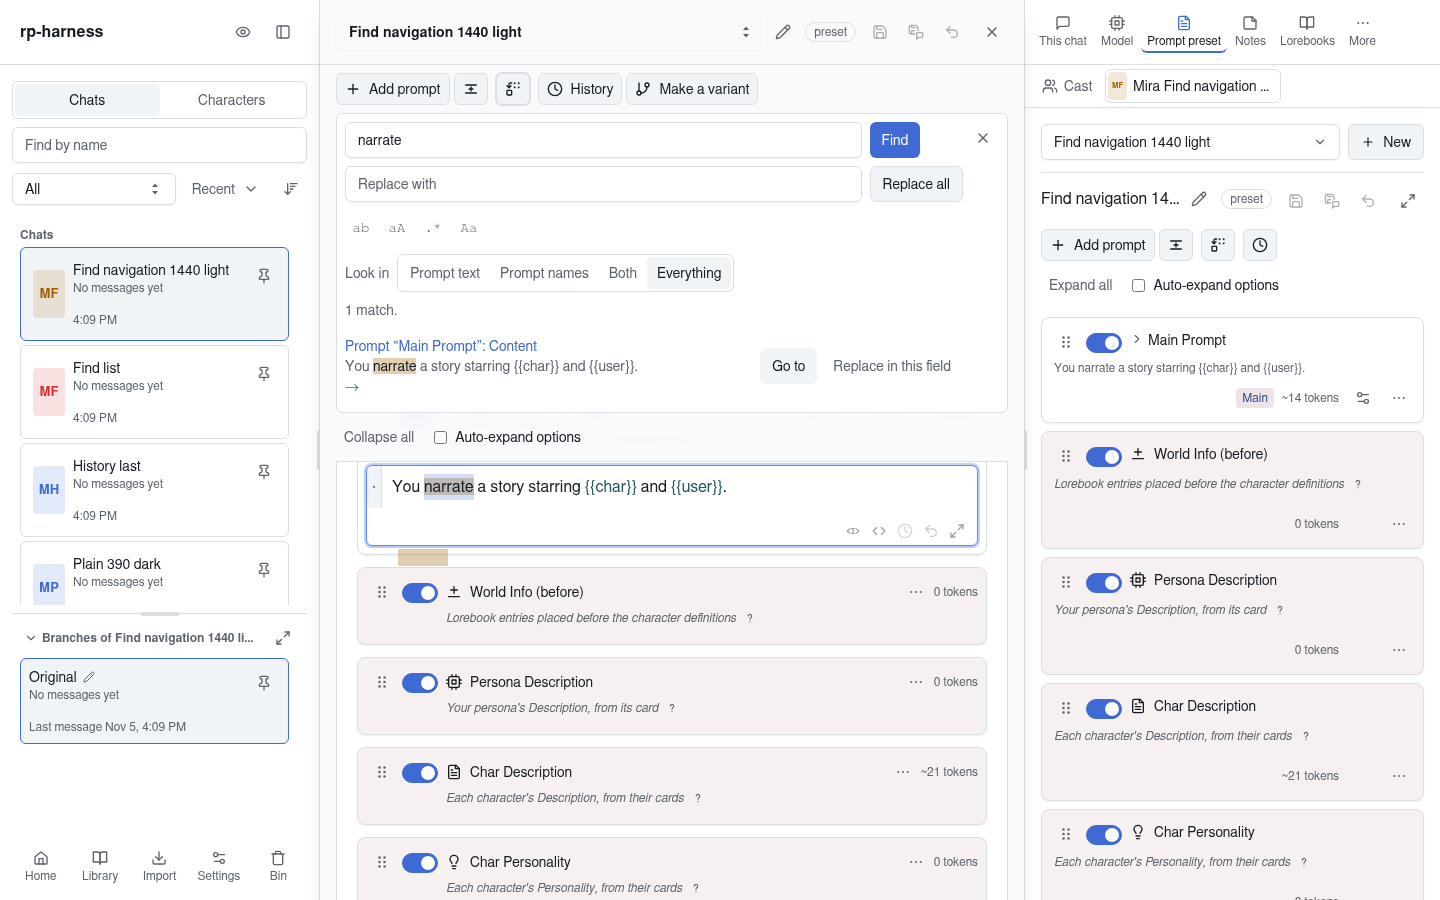 rp-harness
Chats
Characters
Find by name
All
Recent
Chats
MF
Find navigation 1440 light
No messages yet
4:09 PM
MF
Find list
No messages yet
4:09 PM
MH
History last
No messages yet
4:09 PM
MP
Plain 390 dark
No messages yet
Branches of Find navigation 1440 li...
Original
No messages yet
Last message Nov 5, 4:09 PM
Home
Library
Import
Settings
Bin
Find navigation 1440 light
preset
Add prompt
History
Make a variant
narrate
Find
Replace with
Replace all
ab aA .* Aa
Look in
Prompt text
Prompt names
Both
Everything
1 match.
Prompt “Main Prompt”: Content
You narrate a story starring {{char}} and {{user}}.
→
Go to
Replace in this field
Collapse all
Auto-expand options
· You narrate a story starring {{char}} and {{user}}.
World Info (before)
0 tokens
Lorebook entries placed before the character definitions ?
Persona Description
0 tokens
Your persona's Description, from its card ?
Char Description
~21 tokens
Each character's Description, from their cards ?
Char Personality
0 tokens
Each character's Personality, from their cards ?
This chat
Model
Prompt preset
Notes
Lorebooks
More
Cast
MF
Mira Find navigation ...
Find navigation 1440 light
New
Find navigation 14...
preset
Add prompt
Expand all
Auto-expand options
Main Prompt
You narrate a story starring {{char}} and {{user}}.
Main
~14 tokens
World Info (before)
Lorebook entries placed before the character definitions ?
0 tokens
Persona Description
Your persona's Description, from its card ?
0 tokens
Char Description
Each character's Description, from their cards ?
~21 tokens
Char Personality
Each character's Personality, from their cards ?